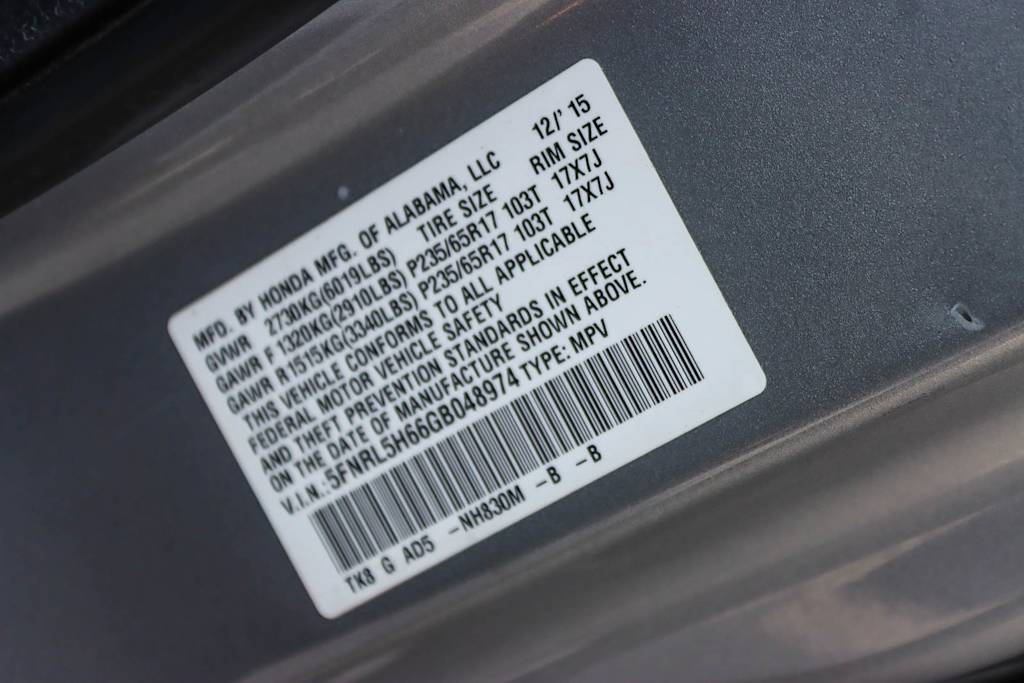 MFD. BY HONDA MFG. OF ALABAMA, LLC 12/' 15
GVWR 2730KG(6019LBS) TIRE SIZE RIM SIZE
GAWR F 1320KG(2910LBS) P235/65R17 103T 17X7J
GAWR R 1515KG(3340LBS) P235/65R17 103T 17X7J
THIS VEHICLE CONFORMS TO ALL APPLICABLE
FEDERAL MOTOR VEHICLE SAFETY
AND THEFT PREVENTION STANDARDS IN EFFECT
ON THE DATE OF MANUFACTURE SHOWN ABOVE.
V.I.N.: 5FNRL5H66GB048974 TYPE: MPV
TK8 G AD5 -NH830M -B -B